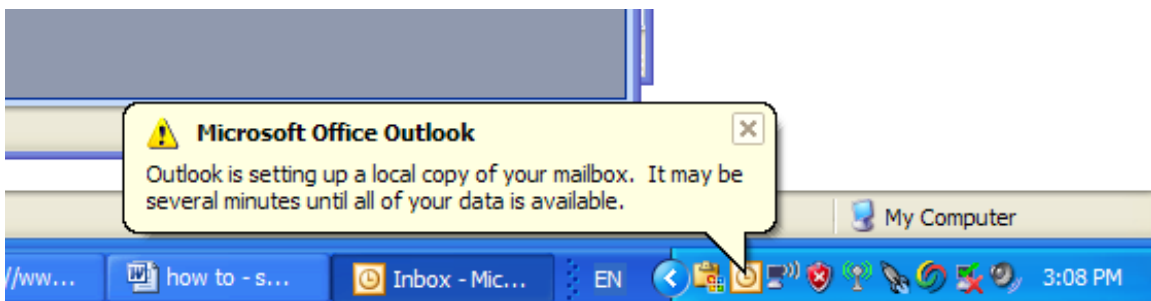 Microsoft Office Outlook
Outlook is setting up a local copy of your mailbox. It may be
several minutes until all of your data is available.
My Computer
//ww... how to - s... Inbox - Mic... EN 3:08 PM